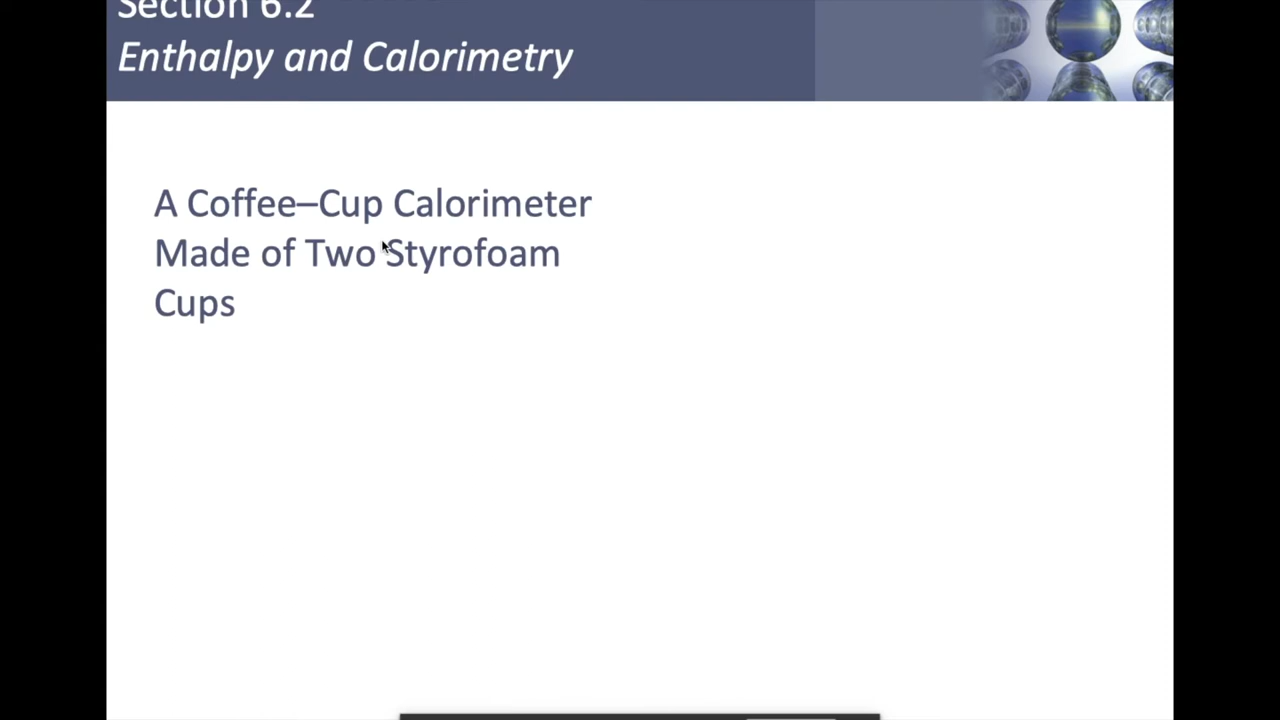 Section 6.2
Enthalpy and Calorimetry
A Coffee–Cup Calorimeter
Made of Two Styrofoam
Cups